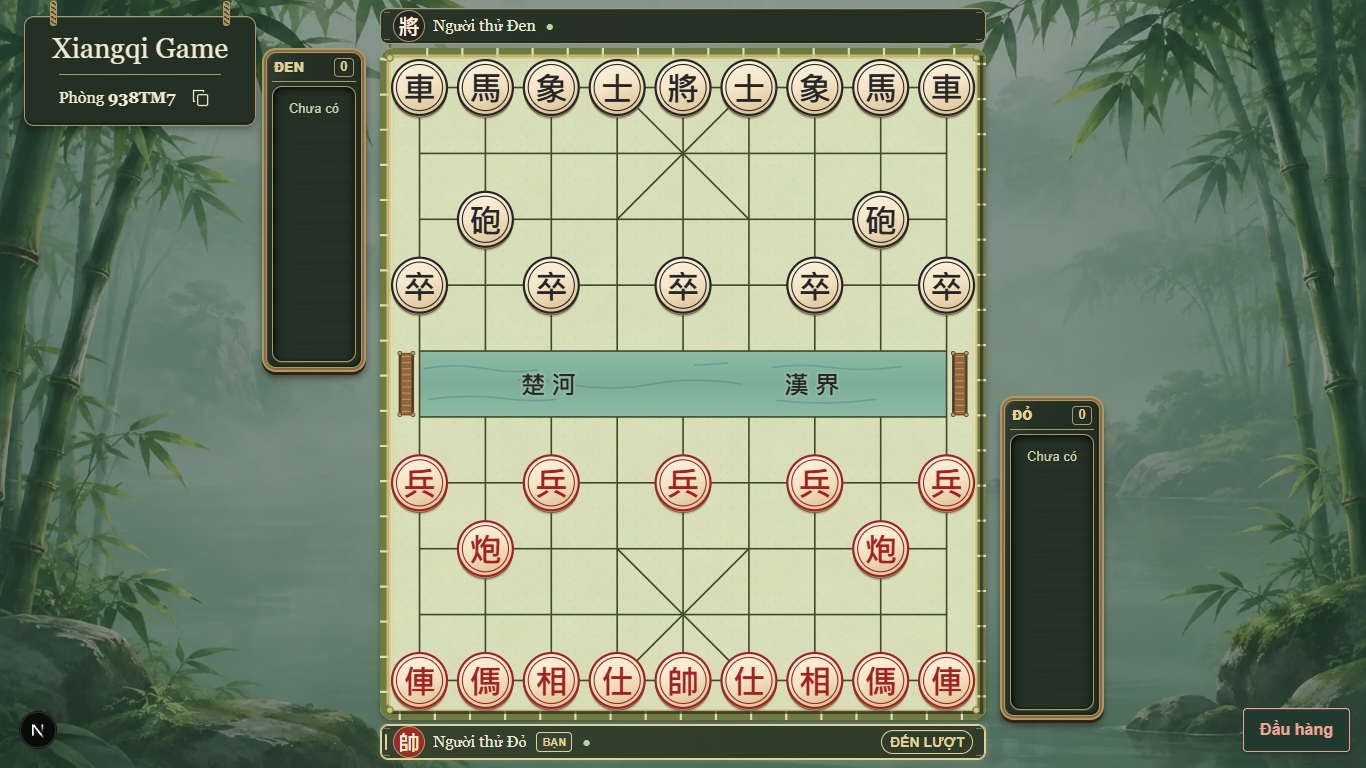 Xiangqi Game
Phòng 938TM7
將 Người thử Đen
ĐEN 0
Chưa có
車 馬 象 士 將 士 象 馬 車
砲 砲
卒 卒 卒 卒 卒
楚河 漢界
兵 兵 兵 兵 兵
炮 炮
俥 傌 相 仕 帥 仕 相 傌 俥
ĐỎ 0
Chưa có
帥 Người thử Đỏ BẠN ĐẾN LƯỢT
N
Đầu hàng